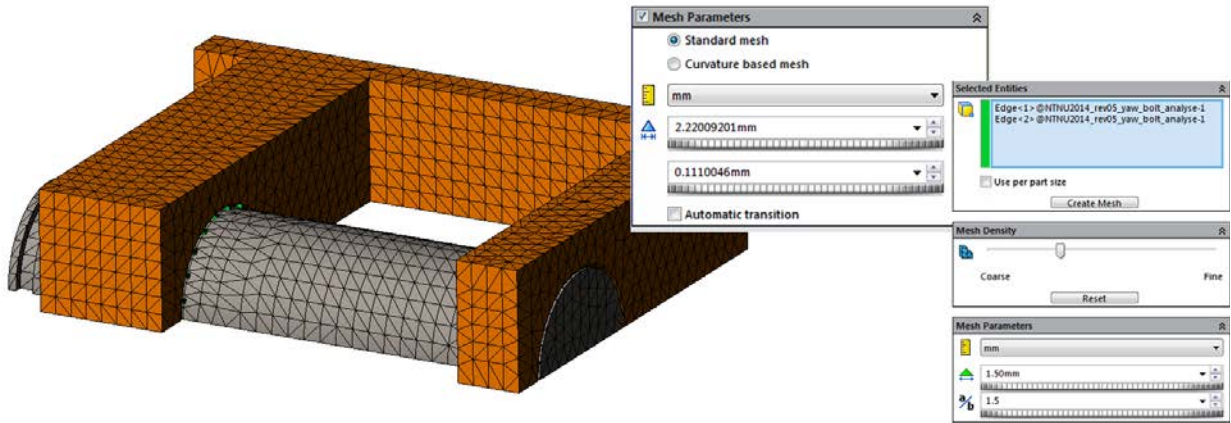 Mesh Parameters
Standard mesh
Curvature based mesh
mm
2.22009201mm
0.1110046mm
Automatic transition
Selected Entities
Edge<1>@NTNU2014_rev05_yaw_bolt_analyse-1
Edge<2>@NTNU2014_rev05_yaw_bolt_analyse-1
Use per part size
Create Mesh
Mesh Density
Coarse Fine
Reset
Mesh Parameters
mm
1.50mm
a/b 1.5